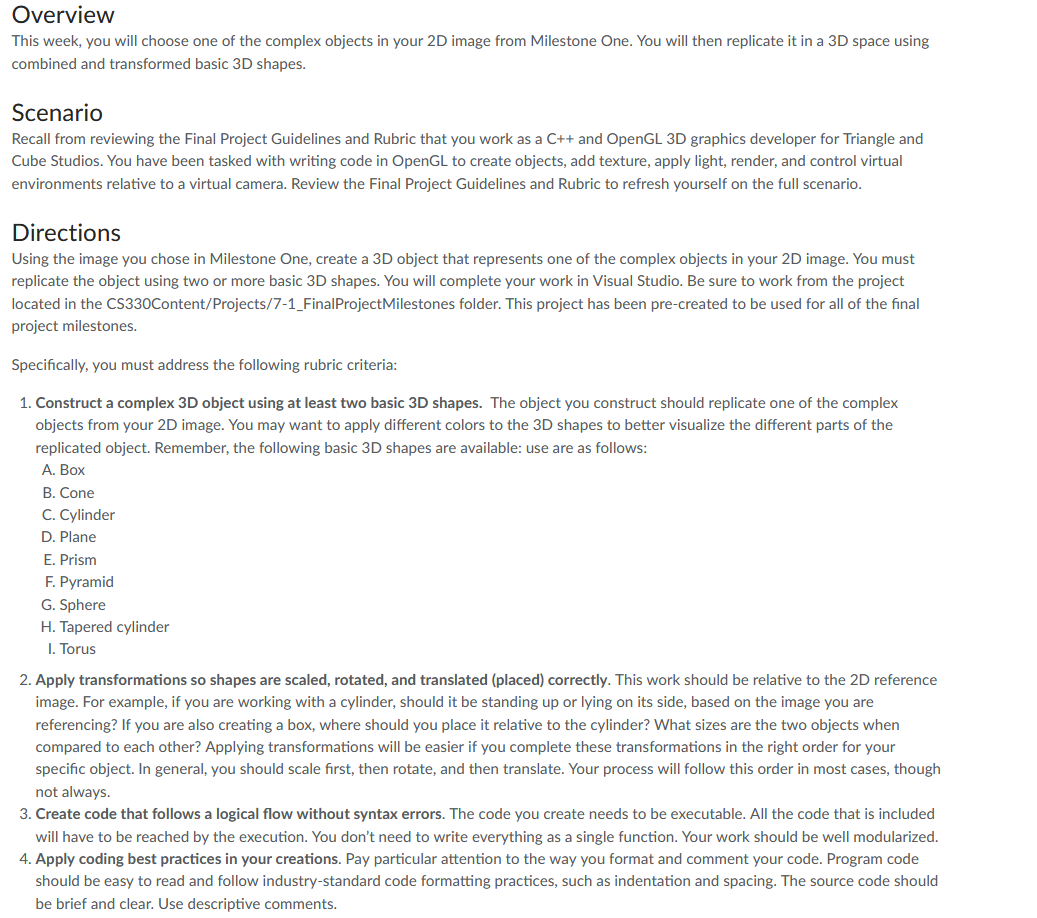 Overview
This week, you will choose one of the complex objects in your 2D image from Milestone One. You will then replicate it in a 3D space using
combined and transformed basic 3D shapes.
Scenario
Recall from reviewing the Final Project Guidelines and Rubric that you work as a C++ and OpenGL 3D graphics developer for Triangle and
Cube Studios. You have been tasked with writing code in OpenGL to create objects, add texture, apply light, render, and control virtual
environments relative to a virtual camera. Review the Final Project Guidelines and Rubric to refresh yourself on the full scenario.
Directions
Using the image you chose in Milestone One, create a 3D object that represents one of the complex objects in your 2D image. You must
replicate the object using two or more basic 3D shapes. You will complete your work in Visual Studio. Be sure to work from the project
located in the CS330Content/Projects/7-1_FinalProjectMilestones folder. This project has been pre-created to be used for all of the final
project milestones.
Specifically, you must address the following rubric criteria:
1. Construct a complex 3D object using at least two basic 3D shapes. The object you construct should replicate one of the complex
objects from your 2D image. You may want to apply different colors to the 3D shapes to better visualize the different parts of the
replicated object. Remember, the following basic 3D shapes are available: use are as follows:
A. Box
B. Cone
C. Cylinder
D. Plane
E. Prism
F. Pyramid
G. Sphere
H. Tapered cylinder
I. Torus
2. Apply transformations so shapes are scaled, rotated, and translated (placed) correctly. This work should be relative to the 2D reference
image. For example, if you are working with a cylinder, should it be standing up or lying on its side, based on the image you are
referencing? If you are also creating a box, where should you place it relative to the cylinder? What sizes are the two objects when
compared to each other? Applying transformations will be easier if you complete these transformations in the right order for your
specific object. In general, you should scale first, then rotate, and then translate. Your process will follow this order in most cases, though
not always.
3. Create code that follows a logical flow without syntax errors. The code you create needs to be executable. All the code that is included
will have to be reached by the execution. You don't need to write everything as a single function. Your work should be well modularized.
4. Apply coding best practices in your creations. Pay particular attention to the way you format and comment your code. Program code
should be easy to read and follow industry-standard code formatting practices, such as indentation and spacing. The source code should
be brief and clear. Use descriptive comments.